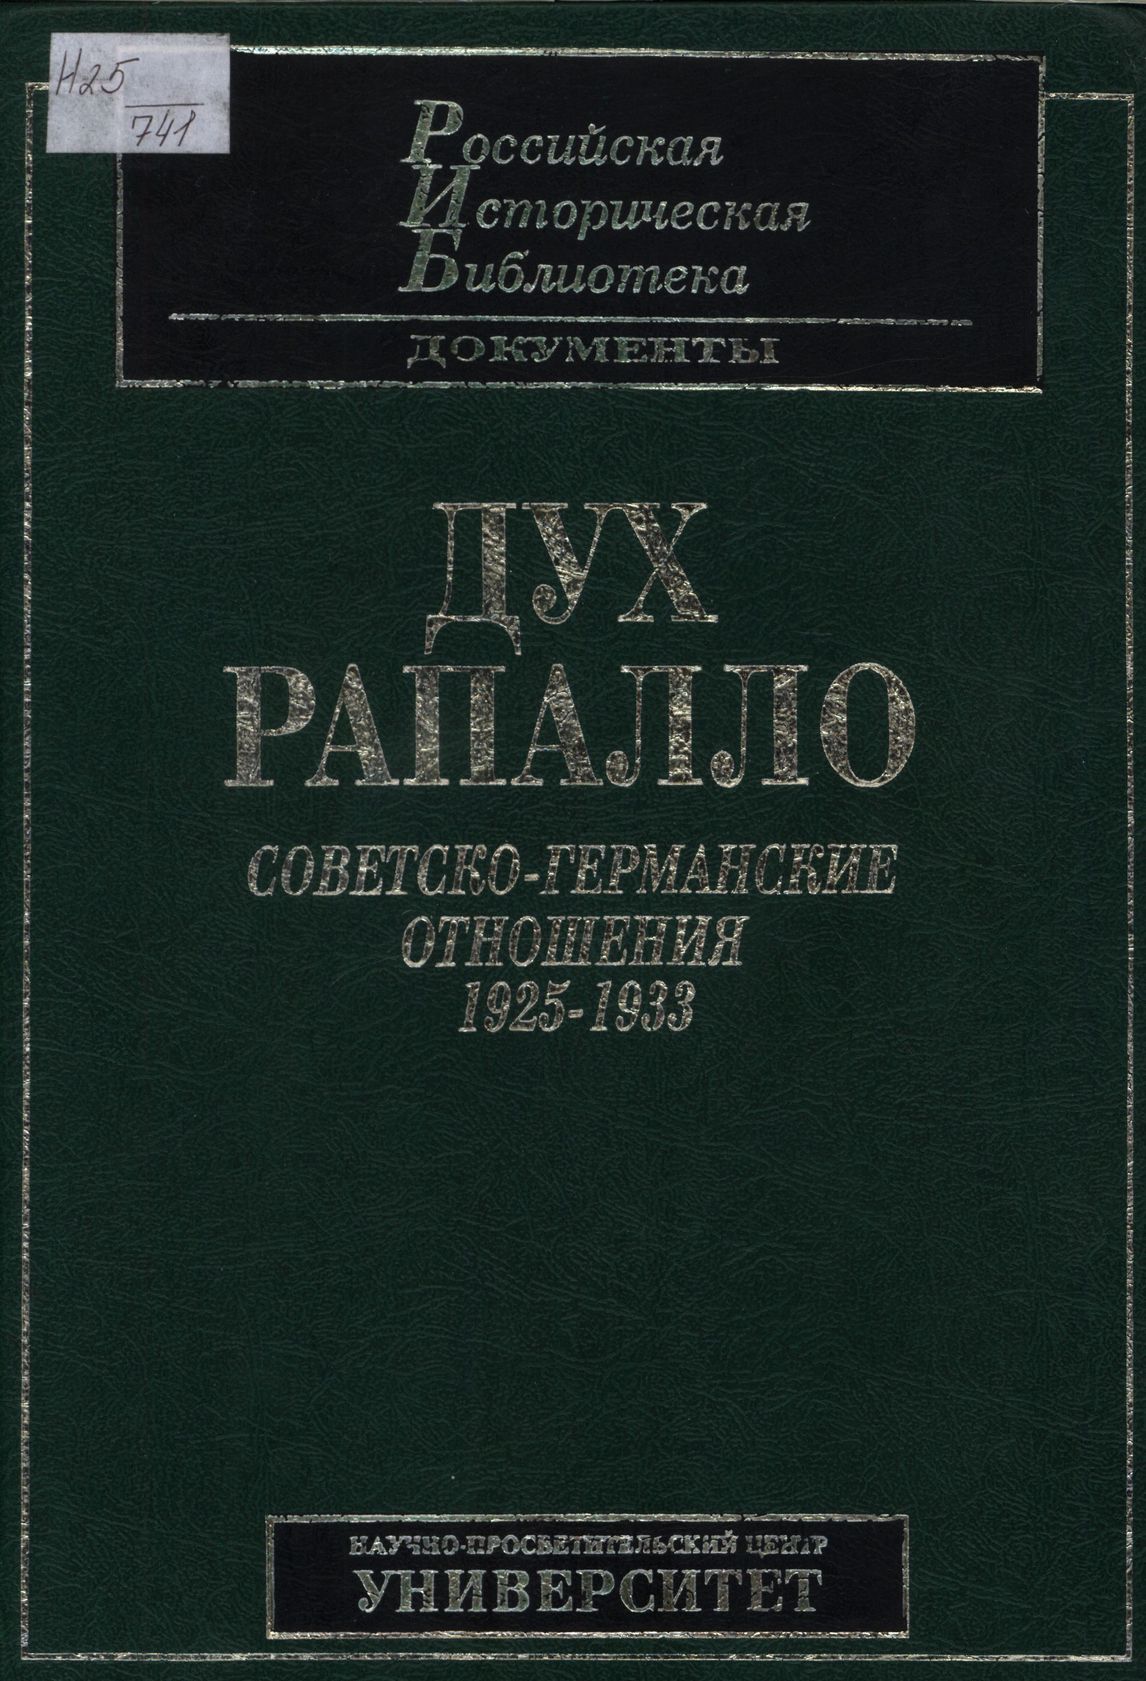 Н25
741
Российская
Историческая
Библиотека
ДОКУМЕНТЫ
ДУХ
РАПАЛЛО
СОВЕТСКО-ГЕРМАНСКИЕ
ОТНОШЕНИЯ
1925-1933
НАУЧНО-ПРОСВЕТИТЕЛЬСКИЙ ЦЕНТР
УНИВЕРСИТЕТ